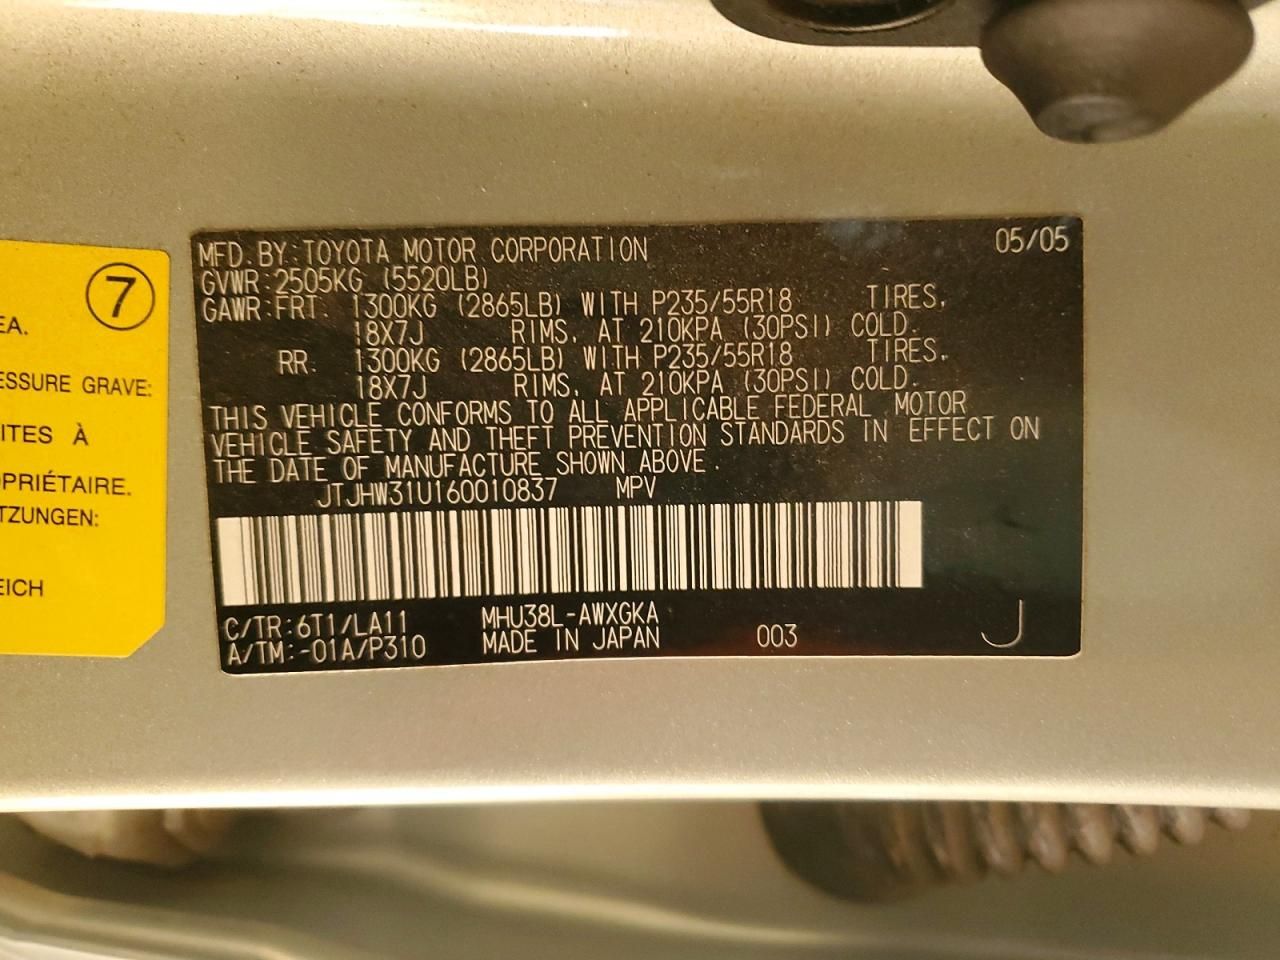 7
EA.
ESSURE GRAVE:
ITES À
OPRIÉTAIRE.
TZUNGEN:
EICH
MFD. BY: TOYOTA MOTOR CORPORATION 05/05
GVWR: 2505KG (5520LB)
GAWR: FRT. 1300KG (2865LB) WITH P235/55R18 TIRES,
18X7J RIMS, AT 210KPA (30PSI) COLD.
RR. 1300KG (2865LB) WITH P235/55R18 TIRES,
18X7J RIMS, AT 210KPA (30PSI) COLD.
THIS VEHICLE CONFORMS TO ALL APPLICABLE FEDERAL MOTOR
VEHICLE SAFETY AND THEFT PREVENTION STANDARDS IN EFFECT ON
THE DATE OF MANUFACTURE SHOWN ABOVE.
JTJHW31U160010837 MPV
C/TR: 6T1/LA11 MHU38L-AWXGKA
A/TM: -01A/P310 MADE IN JAPAN 003 J